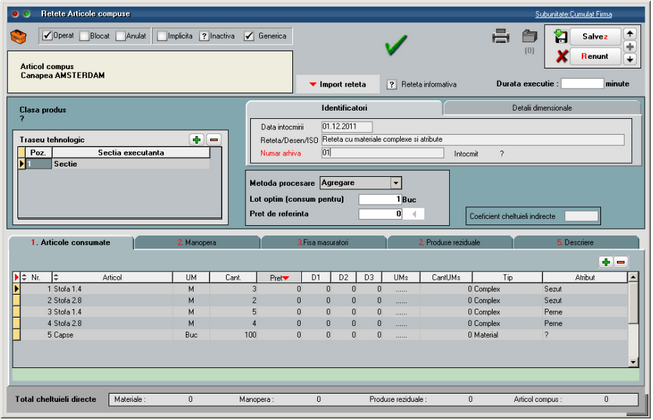 Retete Articole compuse
Subunitate:Cumulat Firma
Operat Blocat Anulat Implicita ? Inactiva Generica
(0)
Salvez
Renunt
Articol compus
Canapea AMSTERDAM
Import reteta ? Reteta informativa Durata executie : minute
Clasa produs
?
Traseu tehnologic
Poz. Sectia executanta
1 Sectie
Identificatori Detalii dimensionale
Data intocmirii 01.12.2011
Reteta/Desen/ISO Reteta cu materiale complexe si atribute
Numar arhiva 01 Intocmit ?
Metoda procesare Agregare
Lot optim (consum pentru) 1 Buc
Pret de referinta 0
Coeficient cheltuieli indirecte
1. Articole consumate 2. Manopera 3.Fisa masuratori 2. Produse reziduale 5. Descriere
Nr. Articol UM Cant. Pret D1 D2 D3 UMs CantUMs Tip Atribut
1 Stofa 1.4 M 3 0 0 0 0 ...... 0 Complex Sezut
2 Stofa 2.8 M 2 0 0 0 0 ...... 0 Complex Sezut
3 Stofa 1.4 M 5 0 0 0 0 ...... 0 Complex Perne
4 Stofa 2.8 M 4 0 0 0 0 ...... 0 Complex Perne
5 Capse Buc 100 0 0 0 0 ...... 0 Material ?
Total cheltuieli directe Materiale : 0 Manopera : 0 Produse reziduale : 0 Articol compus : 0